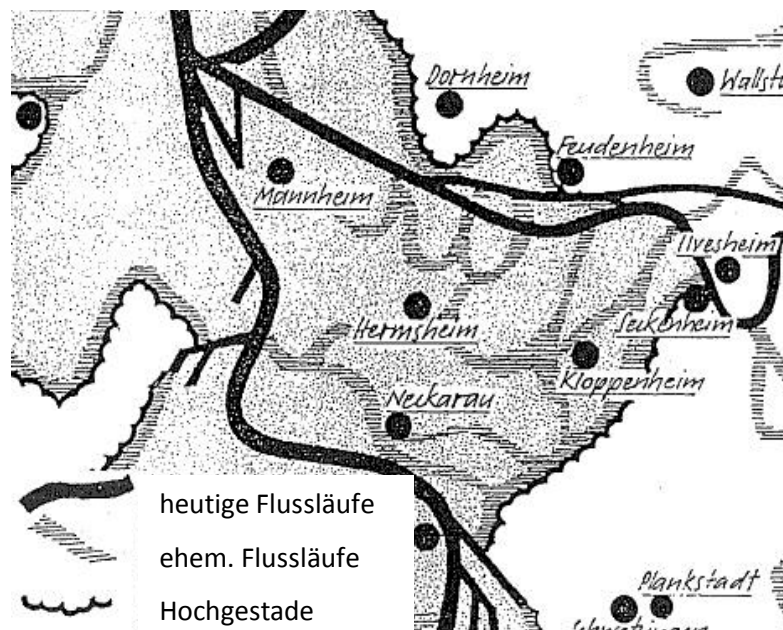 Dornheim
Wallst
Feudenheim
Mannheim
Ilvesheim
Hermsheim
Seckenheim
Kloppenheim
Neckarau
heutige Flussläufe
ehem. Flussläufe
Hochgestade
Plankstadt